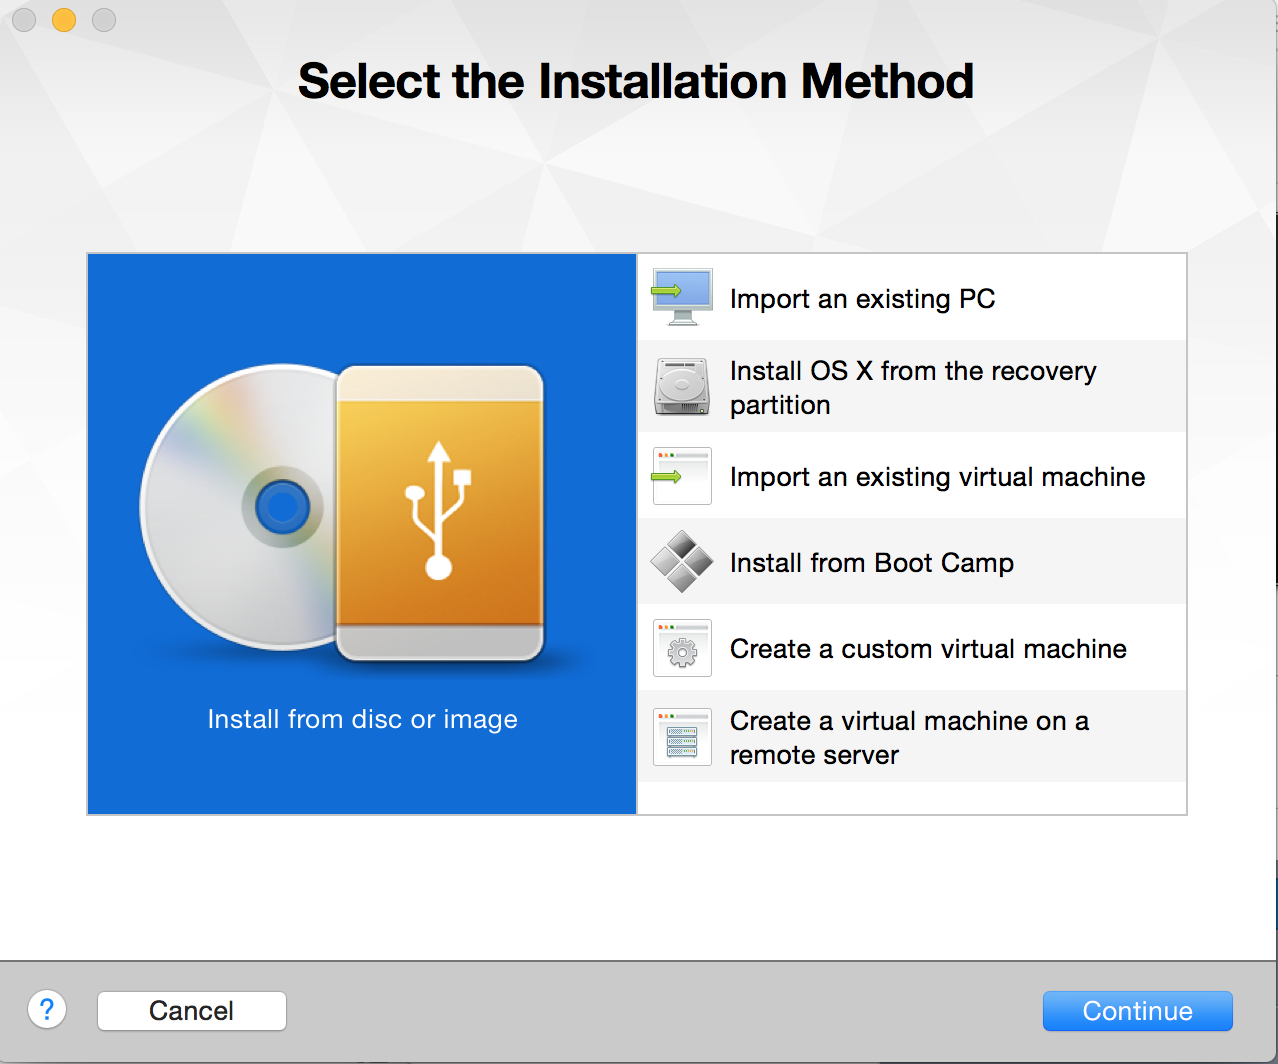 Select the Installation Method
Install from disc or image
Import an existing PC
Install OS X from the recovery
partition
Import an existing virtual machine
Install from Boot Camp
Create a custom virtual machine
Create a virtual machine on a
remote server
?
Cancel
Continue